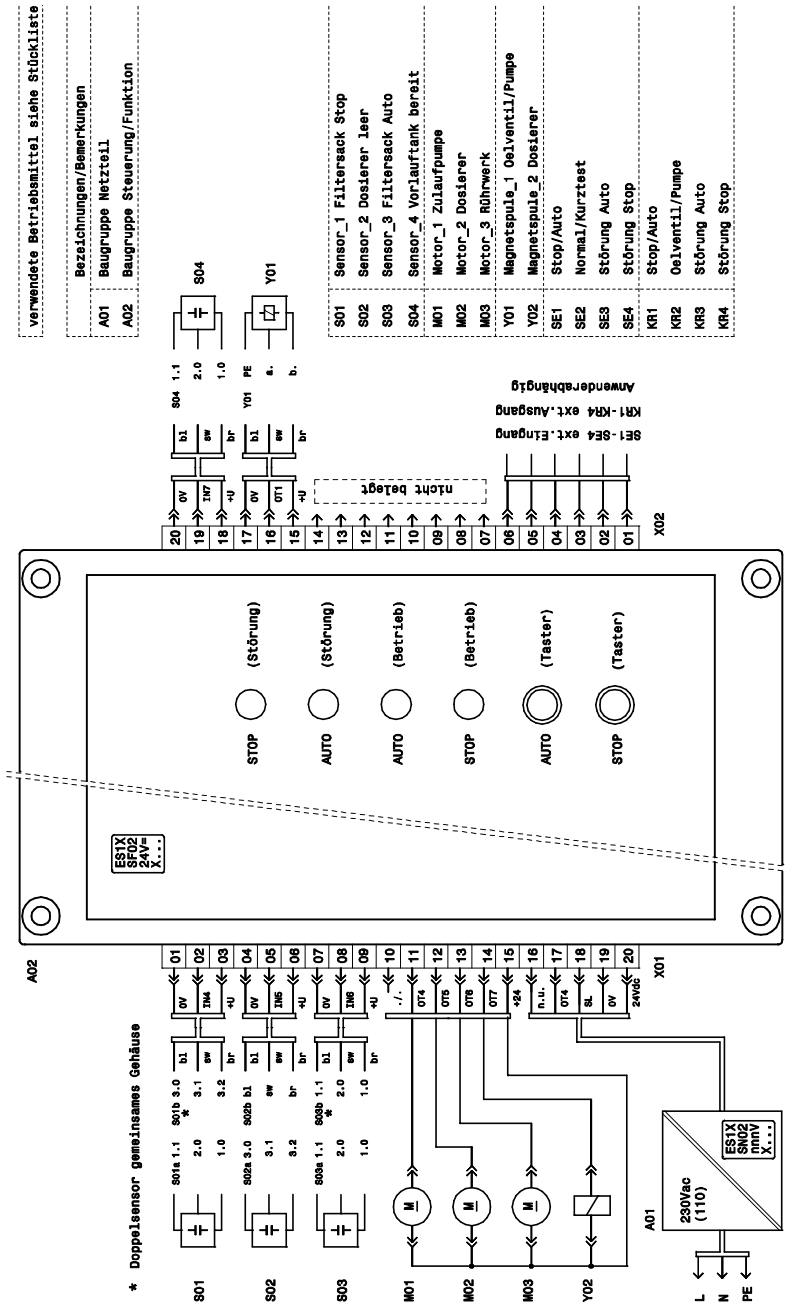 verwendete Betriebsmittel siehe Stückliste
Bezeichnungen/Bemerkungen
A01 Baugruppe Netzteil
A02 Baugruppe Steuerung/Funktion
S01 Sensor_1 Filtersack Stop
S02 Sensor_2 Dosierer leer
S03 Sensor_3 Filtersack Auto
S04 Sensor_4 Vorlauftank bereit
M01 Motor_1 Zulaufpumpe
M02 Motor_2 Dosierer
M03 Motor_3 Rührwerk
Y01 Magnetspule_1 Oelventil/Pumpe
Y02 Magnetspule_2 Dosierer
SE1 Stop/Auto
SE2 Normal/Kurztest
SE3 Störung Auto
SE4 Störung Stop
KR1 Stop/Auto
KR2 Oelventil/Pumpe
KR3 Störung Auto
KR4 Störung Stop
S04
Y01
S04 1.1
2.0
1.0
Y01 PE
a.
b.
bl
sw
br
bl
sw
br
0V
IN7
+U
0V
OT1
+U
nicht belegt
SE1-SE4 ext.Eingang
KR1-KR4 ext.Ausgang
Anwenderabhängig
20
19
18
17
16
15
14
13
12
11
10
09
08
07
06
05
04
03
02
01
X02
STOP (Störung)
AUTO (Störung)
AUTO (Betrieb)
STOP (Betrieb)
AUTO (Taster)
STOP (Taster)
ES1X
SF02
24V=
X...
A02
01
02
03
04
05
06
07
08
09
10
11
12
13
14
15
16
17
18
19
20
X01
0V
IN4
+U
0V
IN5
+U
0V
IN6
+U
./.
OT4
OT5
OT6
OT7
+24
n.u.
OT4
SL
0V
24Vdc
bl
sw
br
bl
sw
br
bl
sw
br
* Doppelsensor gemeinsames Gehäuse
S01a 1.1 S01b 3.0
*
2.0 3.1
1.0 3.2
S02a 3.0 S02b bl
3.1 sw
3.2 br
S03a 1.1 S03b 1.1
*
2.0 2.0
1.0 1.0
S01
S02
S03
M
M
M
M01
M02
M03
Y02
A01
230Vac
(110)
ES1X
SN02
nnnV
X...
L
N
PE